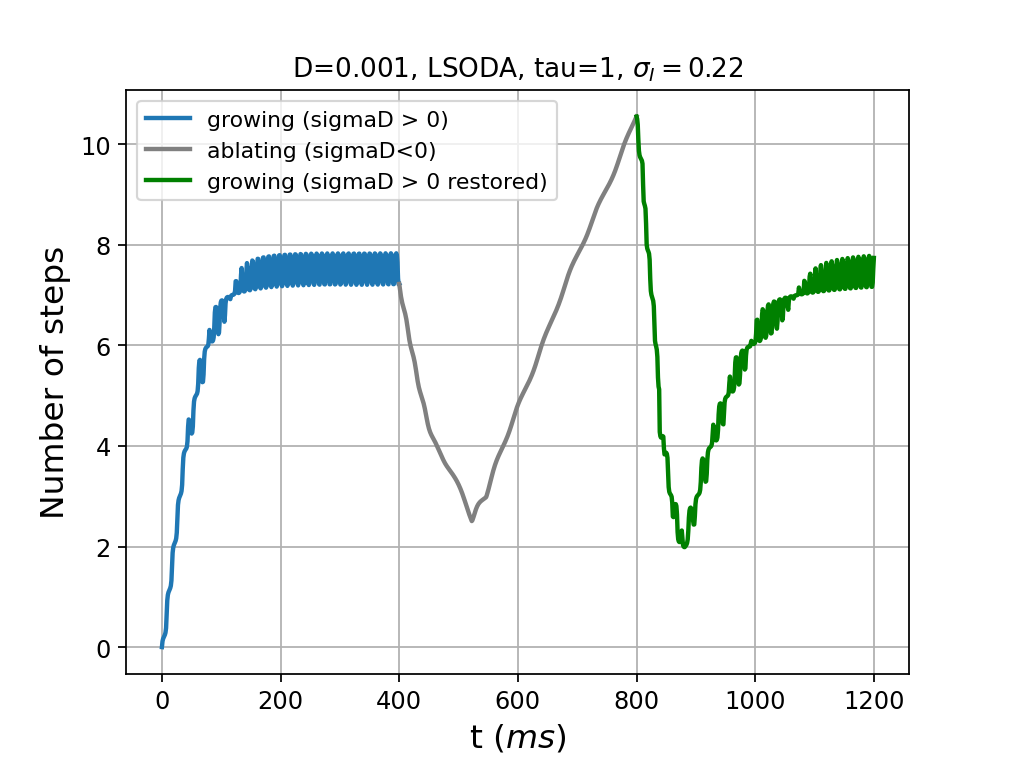 D=0.001, LSODA, tau=1, σ_I = 0.22
growing (sigmaD > 0)
ablating (sigmaD<0)
growing (sigmaD > 0 restored)
Number of steps
10
8
6
4
2
0
0 200 400 600 800 1000 1200
t (ms)